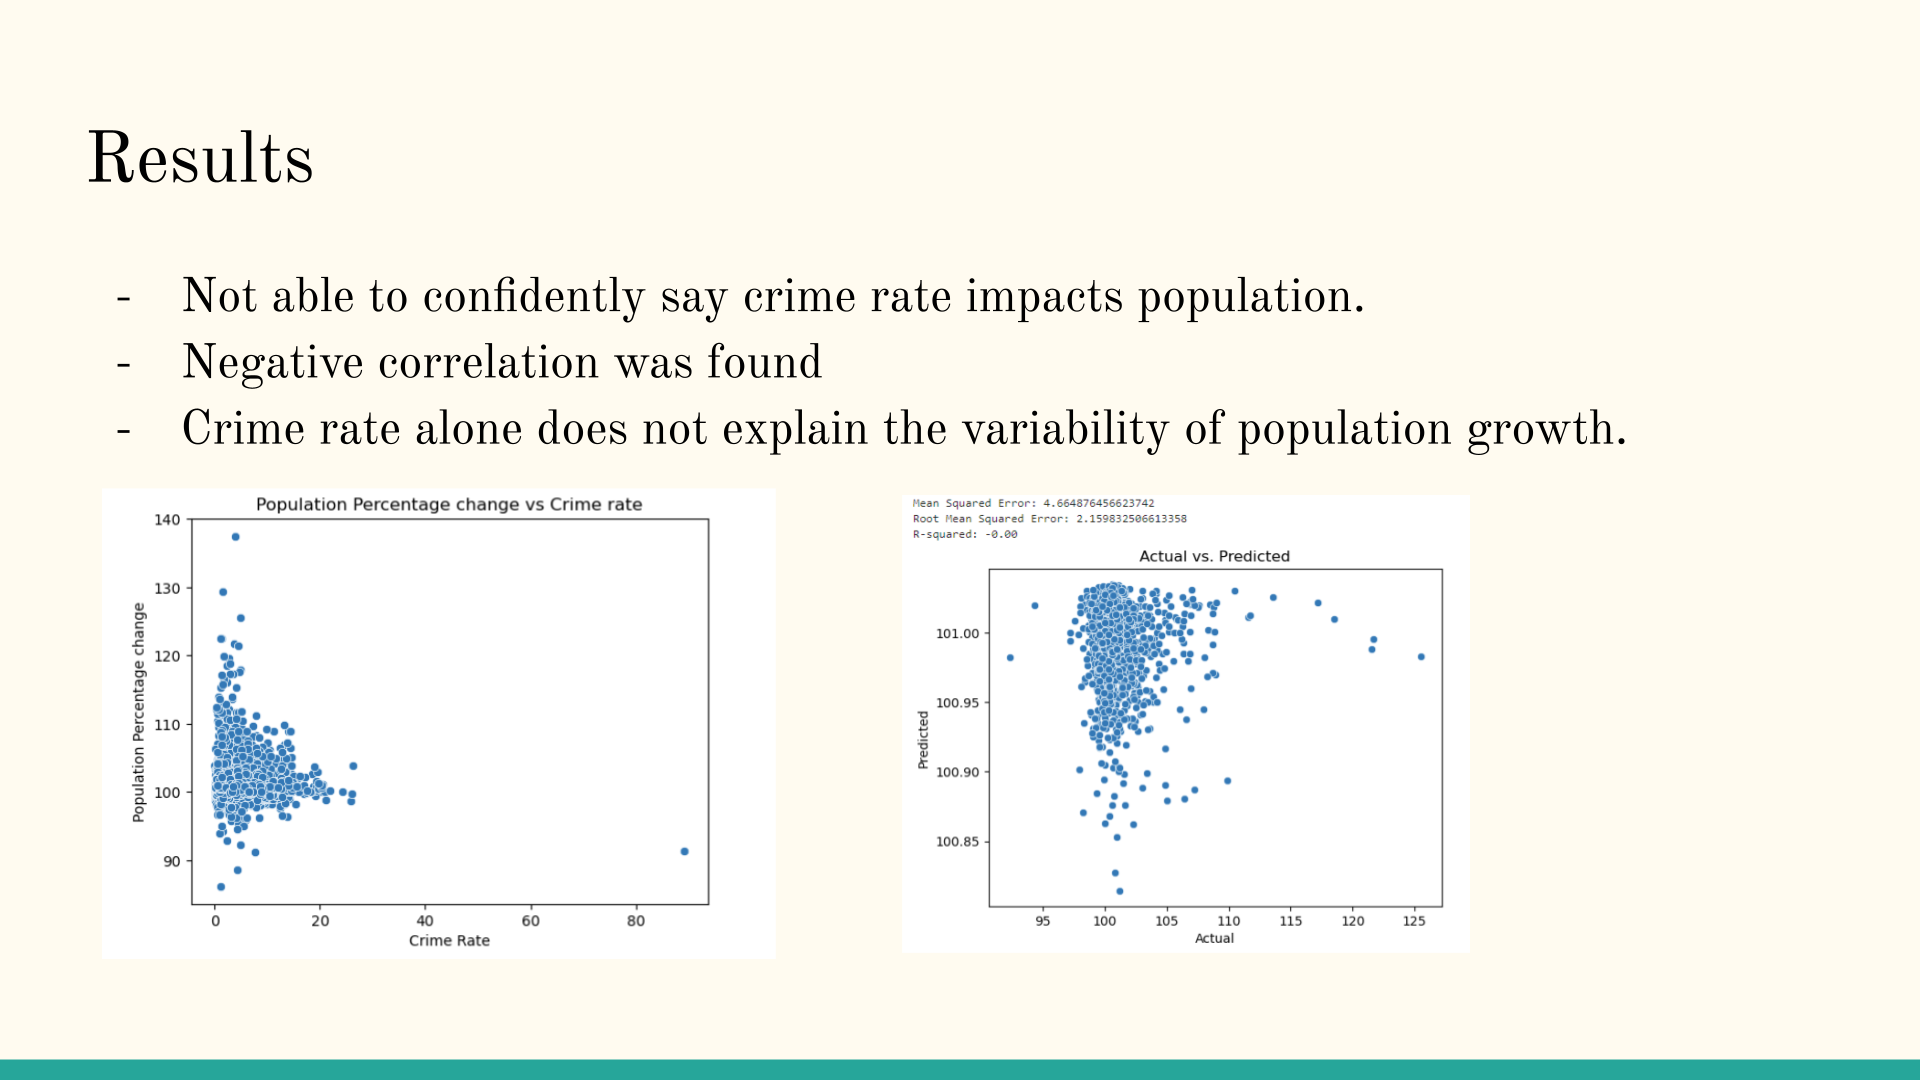 Results
- Not able to confidently say crime rate impacts population.
- Negative correlation was found
- Crime rate alone does not explain the variability of population growth.
Population Percentage change vs Crime rate
140
130
120
110
100
90
Population Percentage change
0 20 40 60 80
Crime Rate
Mean Squared Error: 4.664876456623742
Root Mean Squared Error: 2.159832506613358
R-squared: -0.00
Actual vs. Predicted
101.00
100.95
100.90
100.85
Predicted
95 100 105 110 115 120 125
Actual